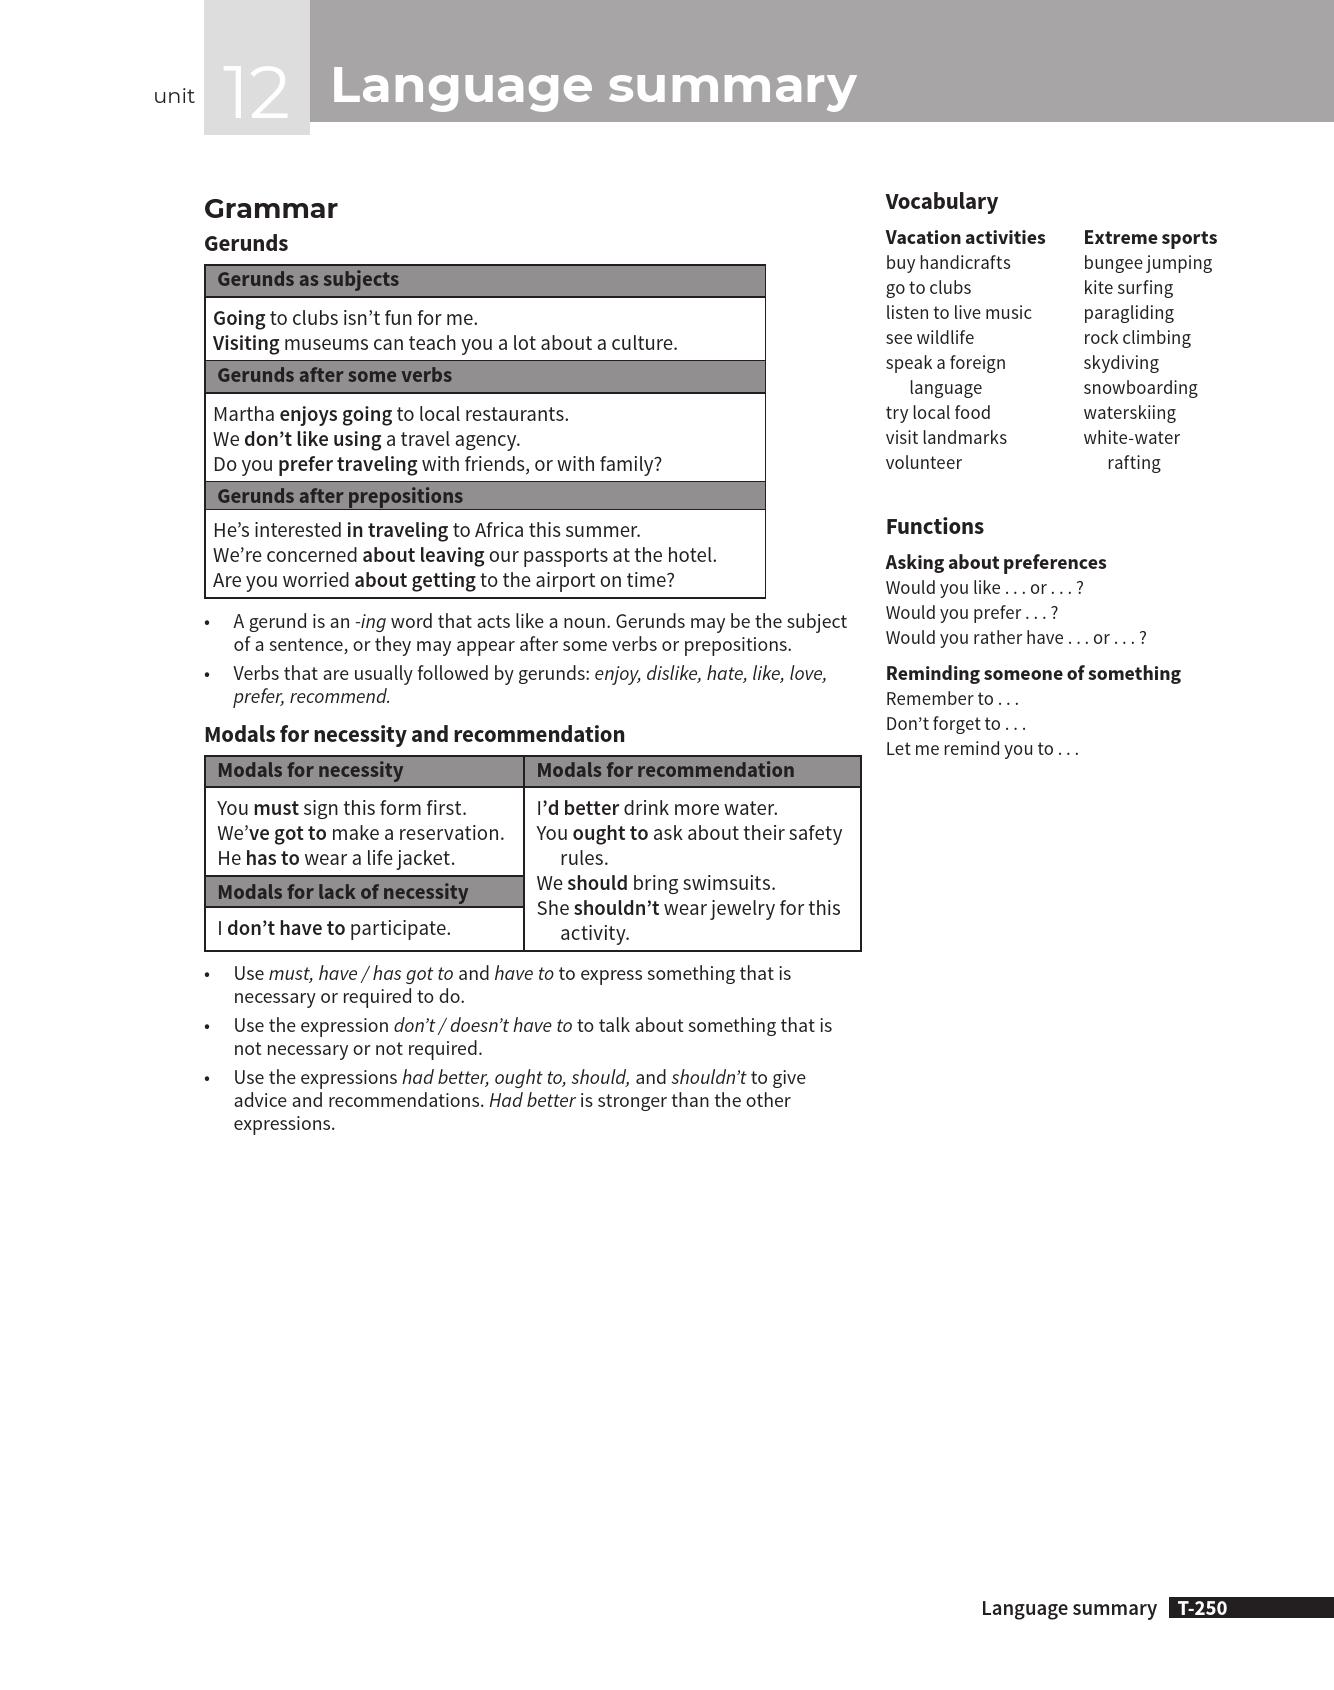 unit
12
Language summary
Grammar
Gerunds
Gerunds as subjects
Going to clubs isn’t fun for me.
Visiting museums can teach you a lot about a culture.
Gerunds after some verbs
Martha enjoys going to local restaurants.
We don’t like using a travel agency.
Do you prefer traveling with friends, or with family?
Gerunds after prepositions
He’s interested in traveling to Africa this summer.
We’re concerned about leaving our passports at the hotel.
Are you worried about getting to the airport on time?
• A gerund is an -ing word that acts like a noun. Gerunds may be the subject
of a sentence, or they may appear after some verbs or prepositions.
• Verbs that are usually followed by gerunds: enjoy, dislike, hate, like, love,
prefer, recommend.
Modals for necessity and recommendation
Modals for necessity
You must sign this form first.
We’ve got to make a reservation.
He has to wear a life jacket.
Modals for lack of necessity
I don’t have to participate.
Modals for recommendation
I’d better drink more water.
You ought to ask about their safety
rules.
We should bring swimsuits.
She shouldn’t wear jewelry for this
activity.
• Use must, have / has got to and have to to express something that is
necessary or required to do.
• Use the expression don’t / doesn’t have to to talk about something that is
not necessary or not required.
• Use the expressions had better, ought to, should, and shouldn’t to give
advice and recommendations. Had better is stronger than the other
expressions.
Vocabulary
Vacation activities
buy handicrafts
go to clubs
listen to live music
see wildlife
speak a foreign
language
try local food
visit landmarks
volunteer
Extreme sports
bungee jumping
kite surfing
paragliding
rock climbing
skydiving
snowboarding
waterskiing
white-water
rafting
Functions
Asking about preferences
Would you like . . . or . . . ?
Would you prefer . . . ?
Would you rather have . . . or . . . ?
Reminding someone of something
Remember to . . .
Don’t forget to . . .
Let me remind you to . . .
Language summary T-250